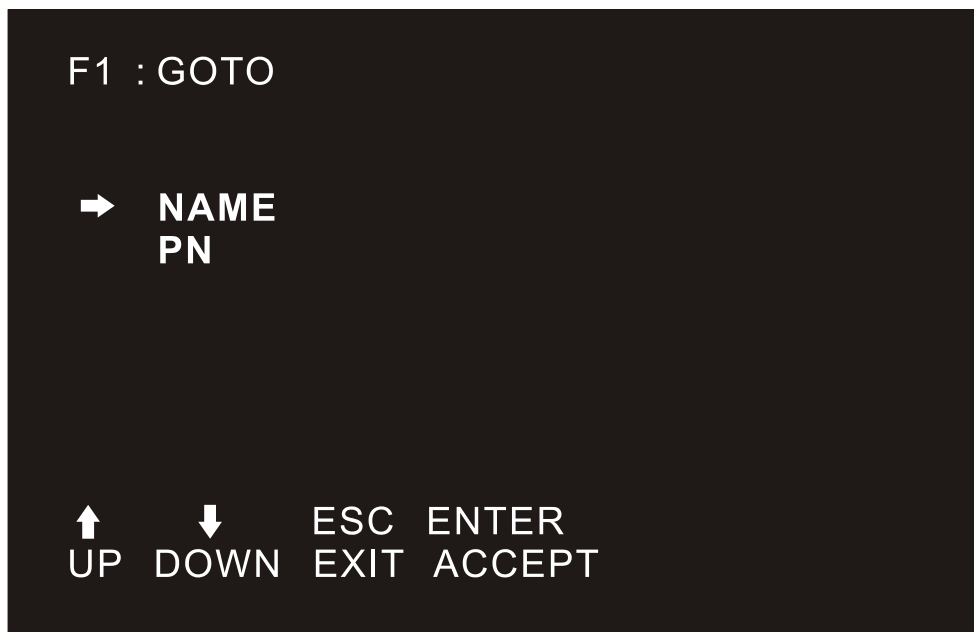 F1 : GOTO
➡ NAME
PN
⬆ ⬇ ESC ENTER
UP DOWN EXIT ACCEPT